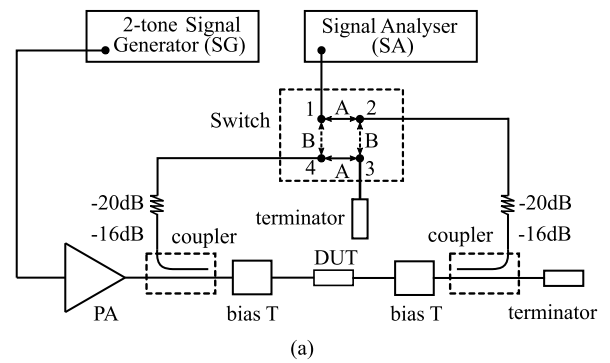 2-tone Signal
Generator (SG)
Signal Analyser
(SA)
Switch
1
A
2
B
B
4
A
3
-20dB
-16dB
coupler
terminator
-20dB
-16dB
coupler
DUT
PA
bias T
bias T
terminator
(a)